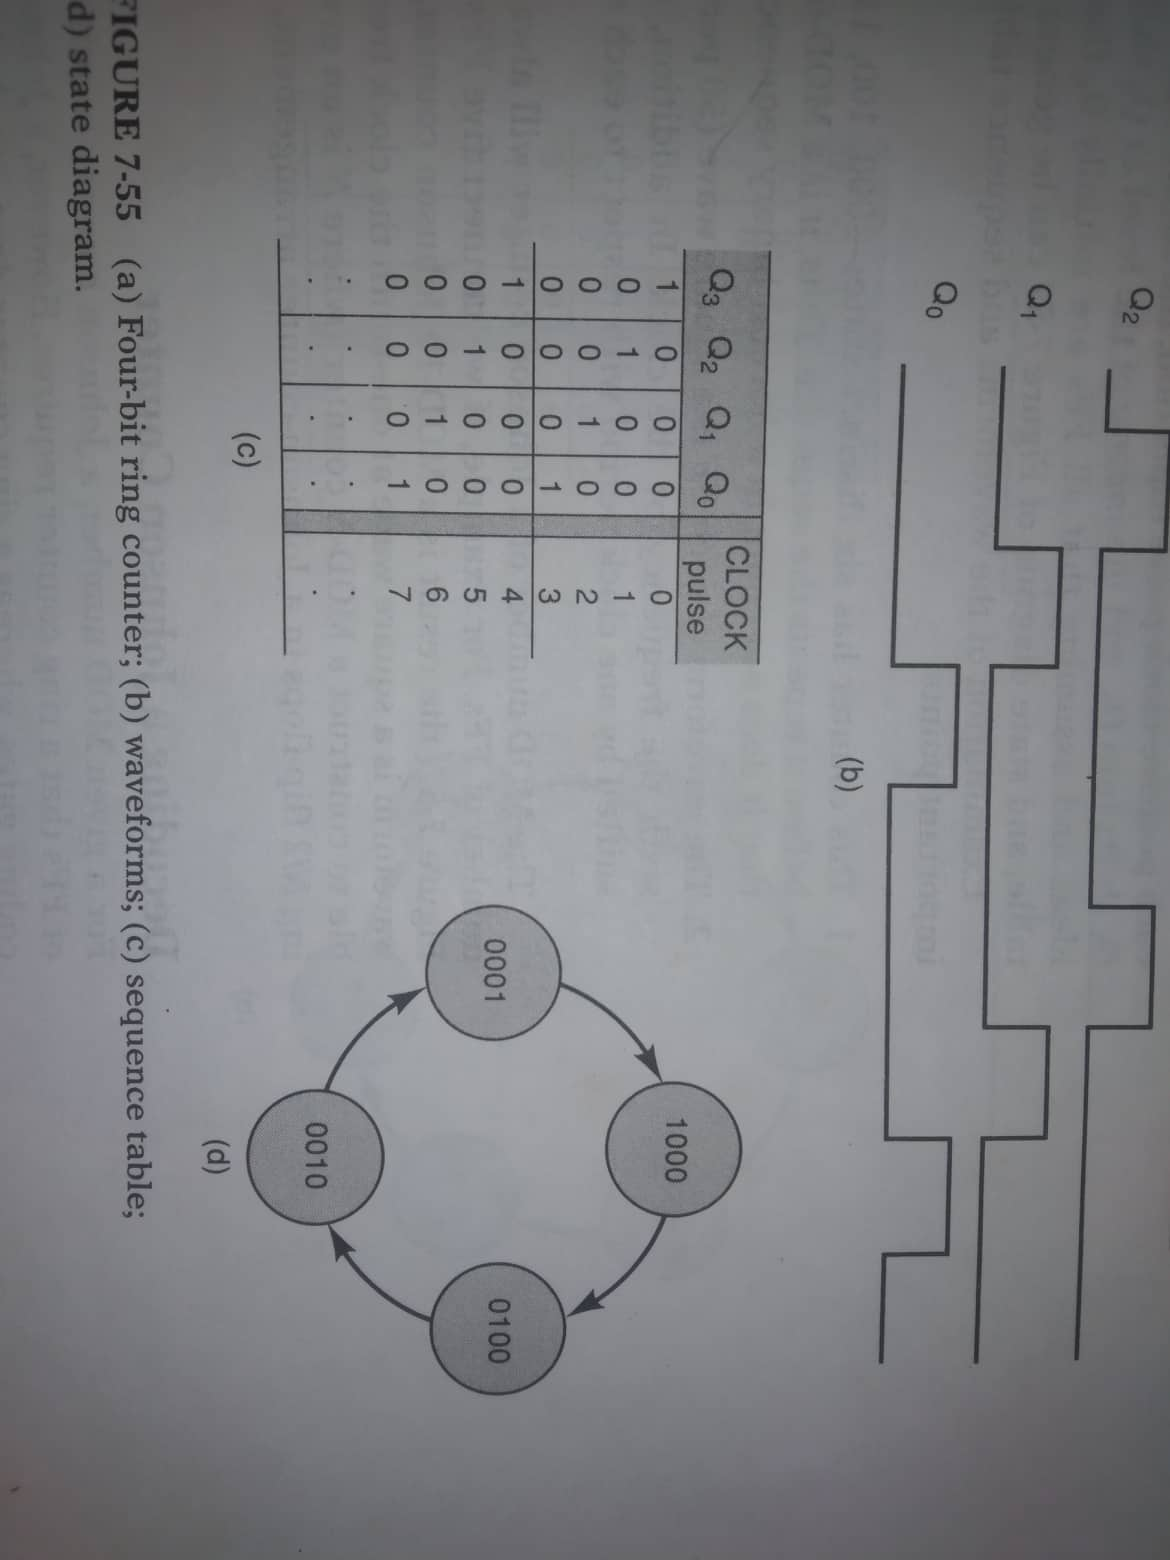 Q2
Q1
Q0
(b)
CLOCK
Q3 Q2 Q1 Q0 pulse
1 0 0 0 0
0 1 0 0 1
0 0 1 0 2
0 0 0 1 3
1 0 0 0 4
0 1 0 0 5
0 0 1 0 6
0 0 0 1 7
. . . . .
. . . . .
(c)
1000
0001
0100
0010
(d)
FIGURE 7-55 (a) Four-bit ring counter; (b) waveforms; (c) sequence table;
d) state diagram.